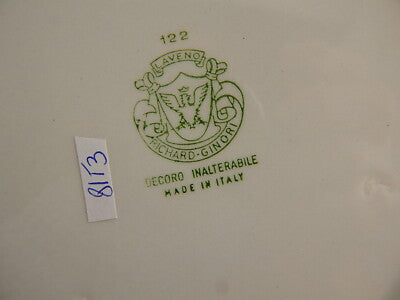 122
LAVENO
RICHARD-GINORI
DECORO INALTERABILE
MADE IN ITALY
8113